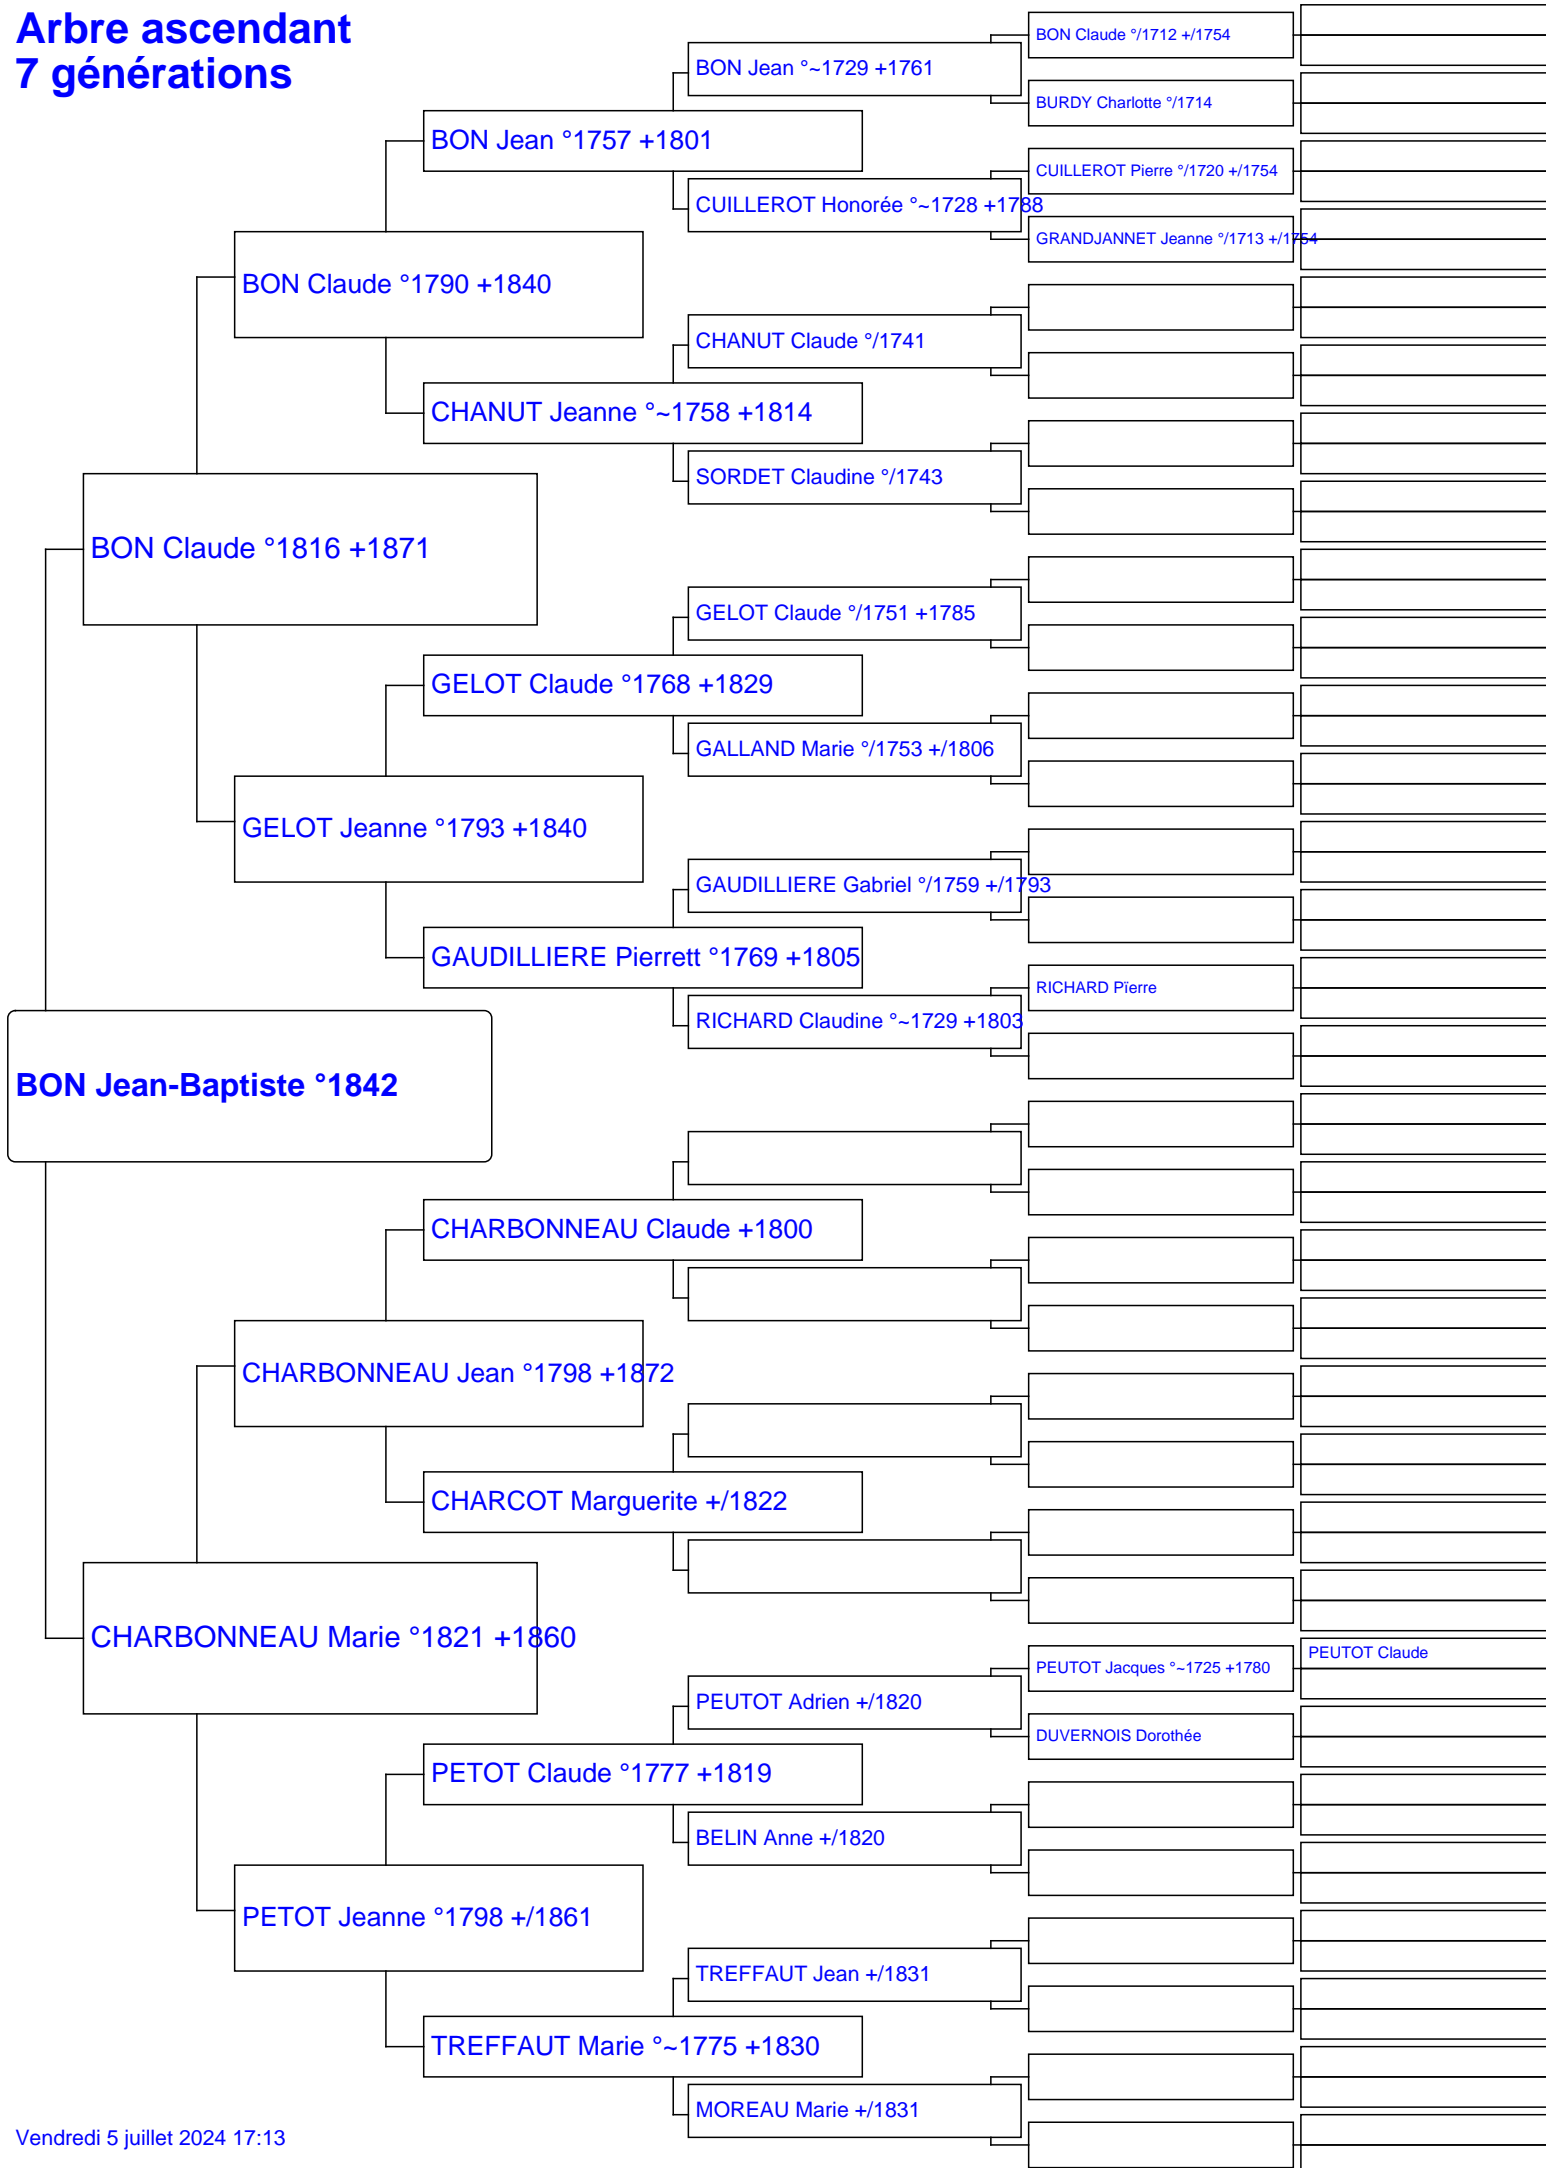 Arbre ascendant
7 générations
BON Claude °/1712 +/1754
BON Jean °~1729 +1761
BURDY Charlotte °/1714
BON Jean °1757 +1801
CUILLEROT Pierre °/1720 +/1754
CUILLEROT Honorée °~1728 +1788
GRANDJANNET Jeanne °/1713 +/1754
BON Claude °1790 +1840
CHANUT Claude °/1741
CHANUT Jeanne °~1758 +1814
SORDET Claudine °/1743
BON Claude °1816 +1871
GELOT Claude °/1751 +1785
GELOT Claude °1768 +1829
GALLAND Marie °/1753 +/1806
GELOT Jeanne °1793 +1840
GAUDILLIERE Gabriel °/1759 +/1793
GAUDILLIERE Pierrett °1769 +1805
RICHARD Pïerre
RICHARD Claudine °~1729 +1803
BON Jean-Baptiste °1842
CHARBONNEAU Claude +1800
CHARBONNEAU Jean °1798 +1872
CHARCOT Marguerite +/1822
CHARBONNEAU Marie °1821 +1860
PEUTOT Claude
PEUTOT Jacques °~1725 +1780
PEUTOT Adrien +/1820
DUVERNOIS Dorothée
PETOT Claude °1777 +1819
BELIN Anne +/1820
PETOT Jeanne °1798 +/1861
TREFFAUT Jean +/1831
TREFFAUT Marie °~1775 +1830
MOREAU Marie +/1831
Vendredi 5 juillet 2024 17:13